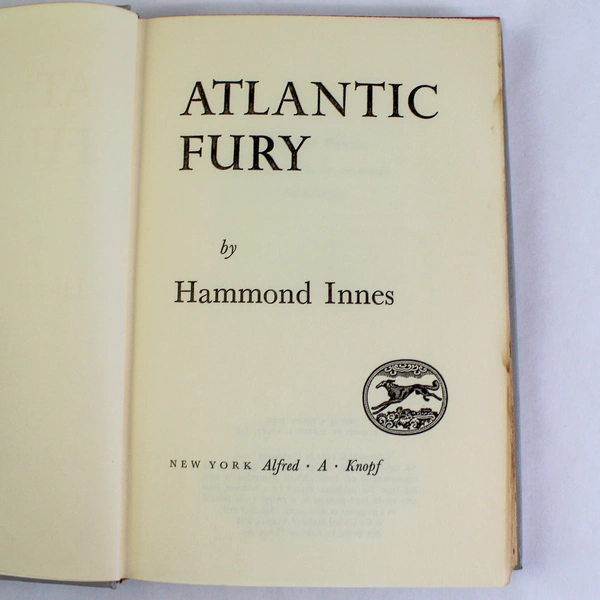 ATLANTIC
FURY
by
Hammond Innes
NEW YORK Alfred · A · Knopf